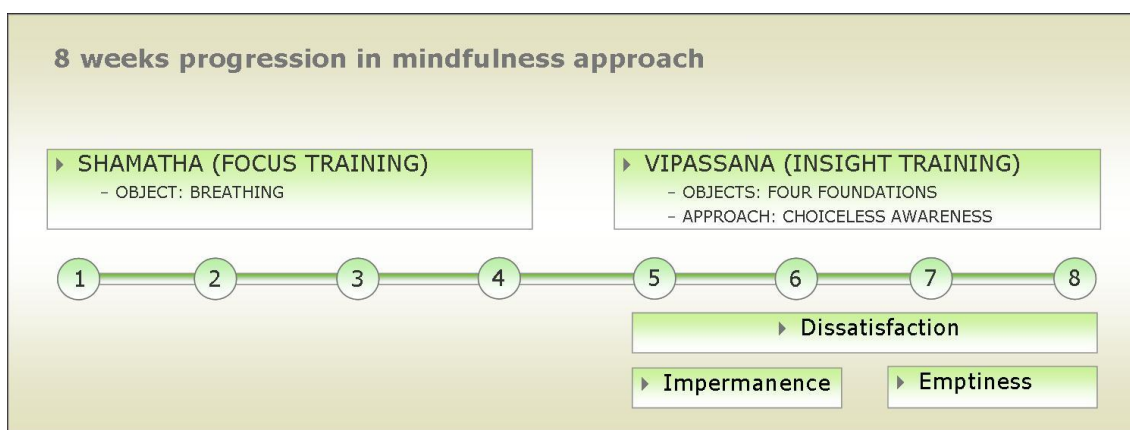 8 weeks progression in mindfulness approach
SHAMATHA (FOCUS TRAINING)
– OBJECT: BREATHING
VIPASSANA (INSIGHT TRAINING)
– OBJECTS: FOUR FOUNDATIONS
– APPROACH: CHOICELESS AWARENESS
1 2 3 4 5 6 7 8
Dissatisfaction
Impermanence
Emptiness